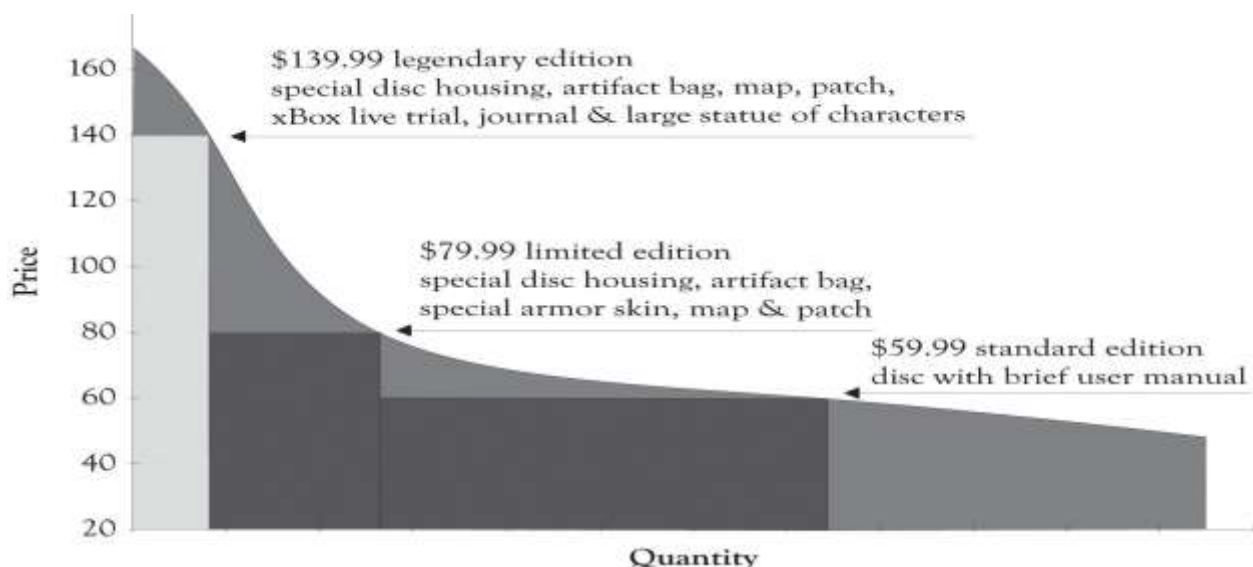 $139.99 legendary edition
special disc housing, artifact bag, map, patch,
xBox live trial, journal & large statue of characters
$79.99 limited edition
special disc housing, artifact bag,
special armor skin, map & patch
$59.99 standard edition
disc with brief user manual
Price
160
140
120
100
80
60
40
20
Quantity